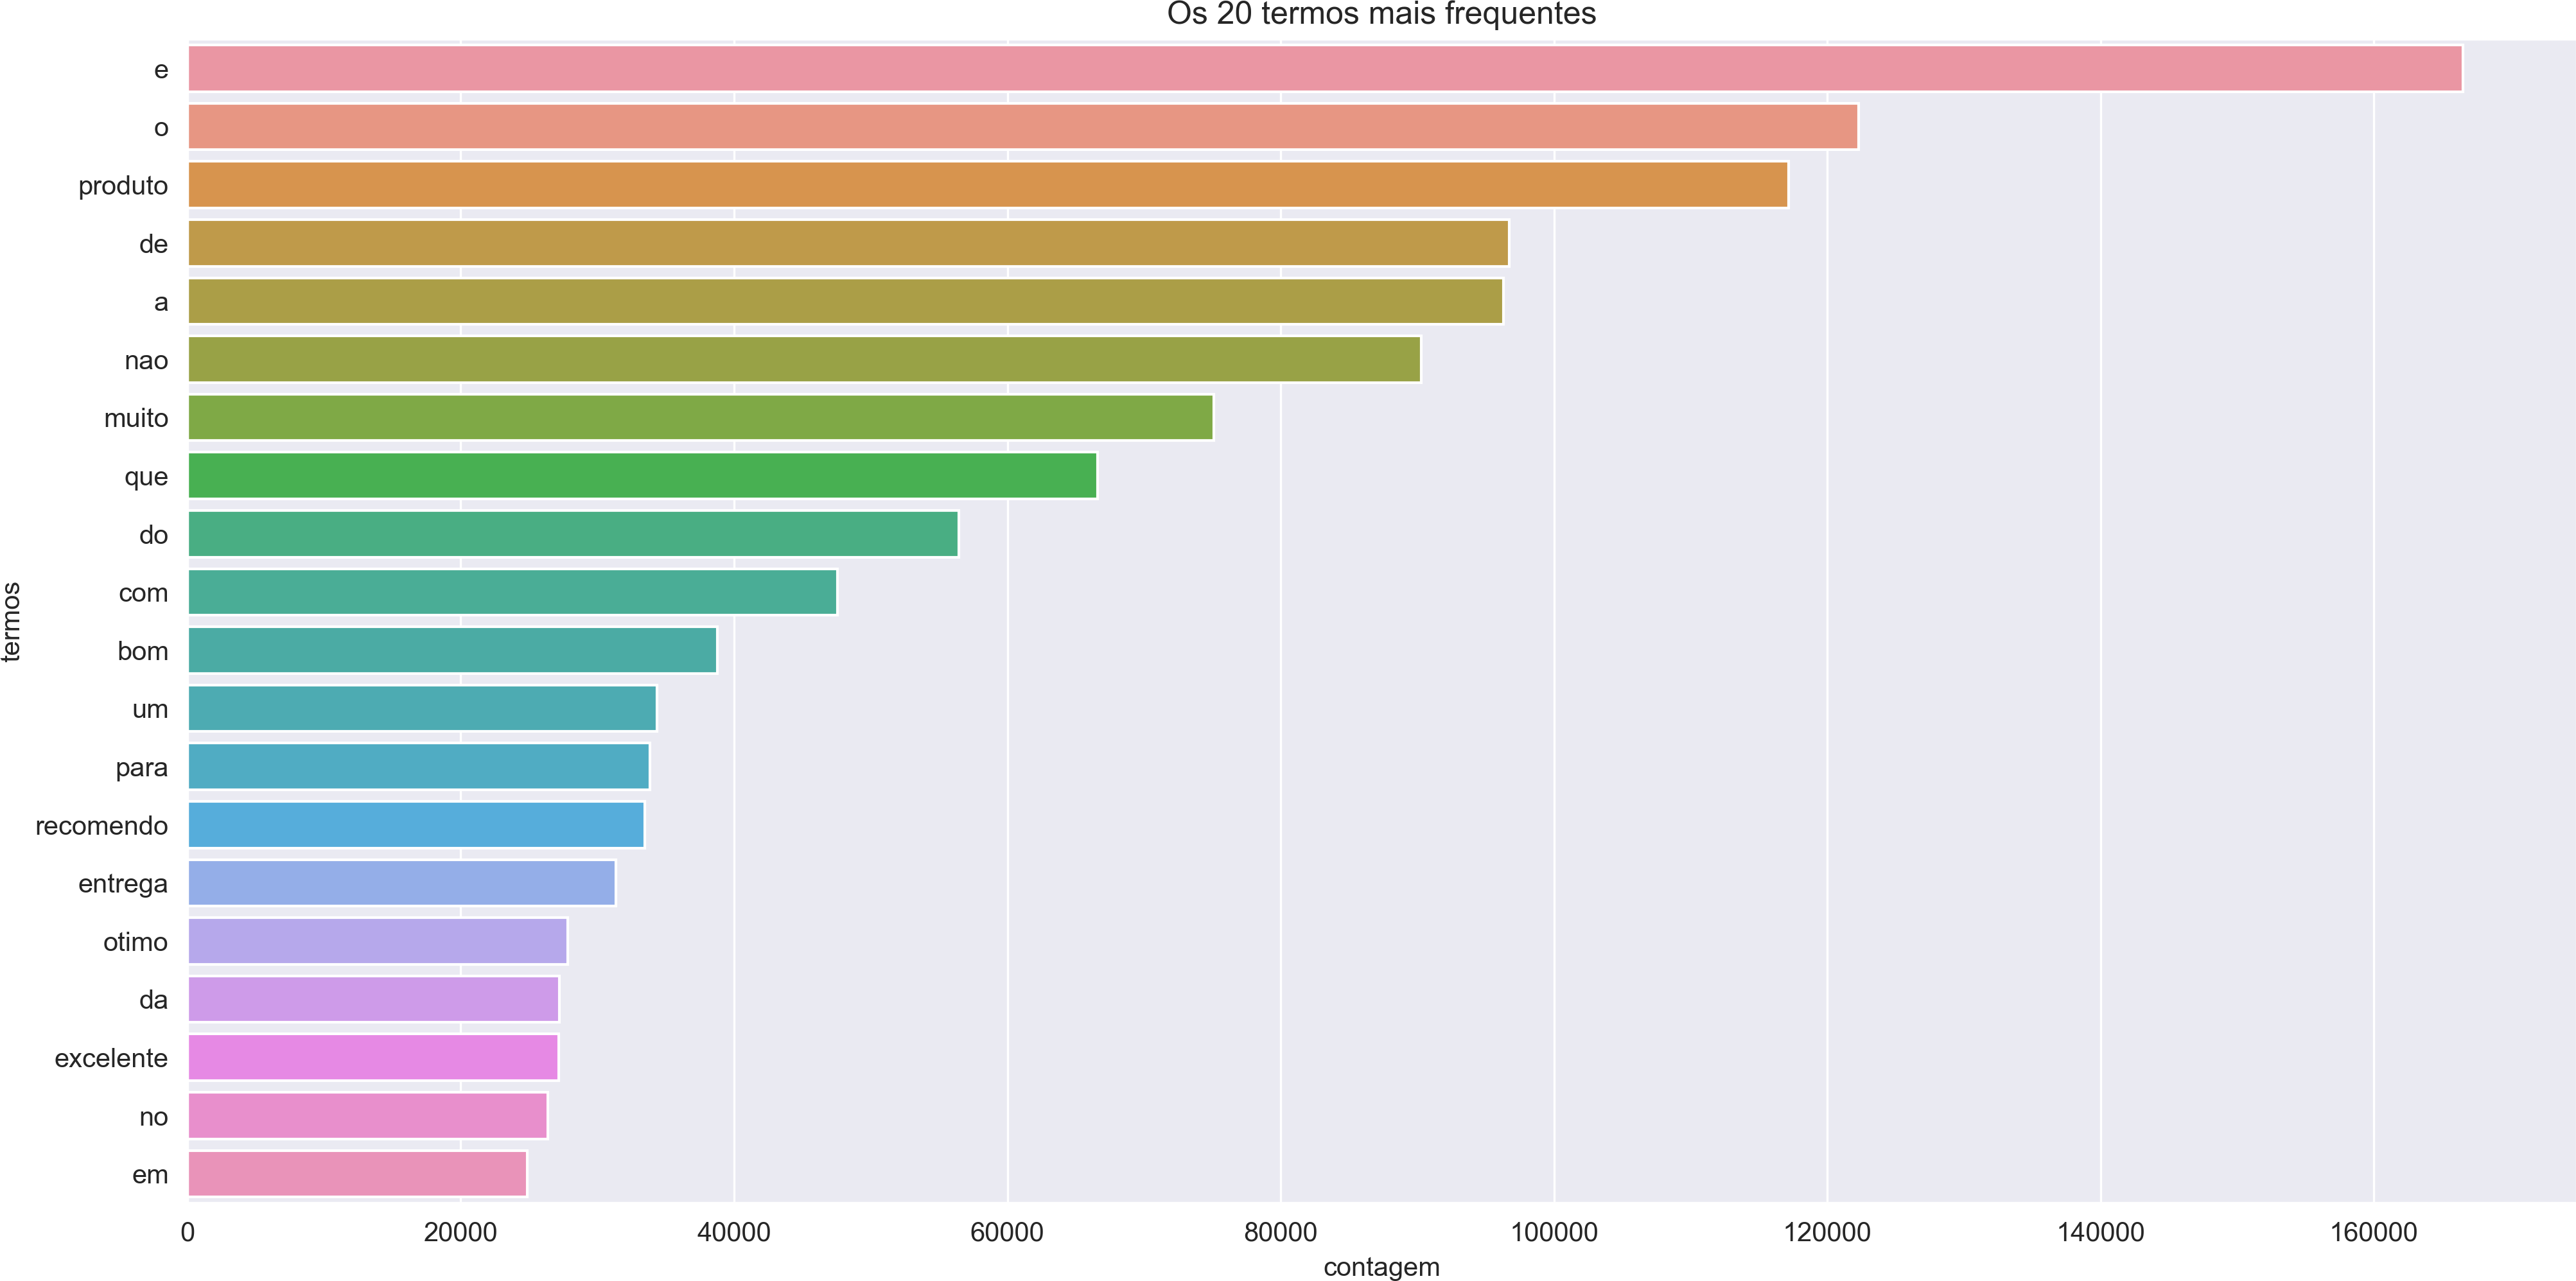 Os 20 termos mais frequentes
e
o
produto
de
a
nao
muito
que
do
com
bom
um
para
recomendo
entrega
otimo
da
excelente
no
em
termos
0 20000 40000 60000 80000 100000 120000 140000 160000
contagem